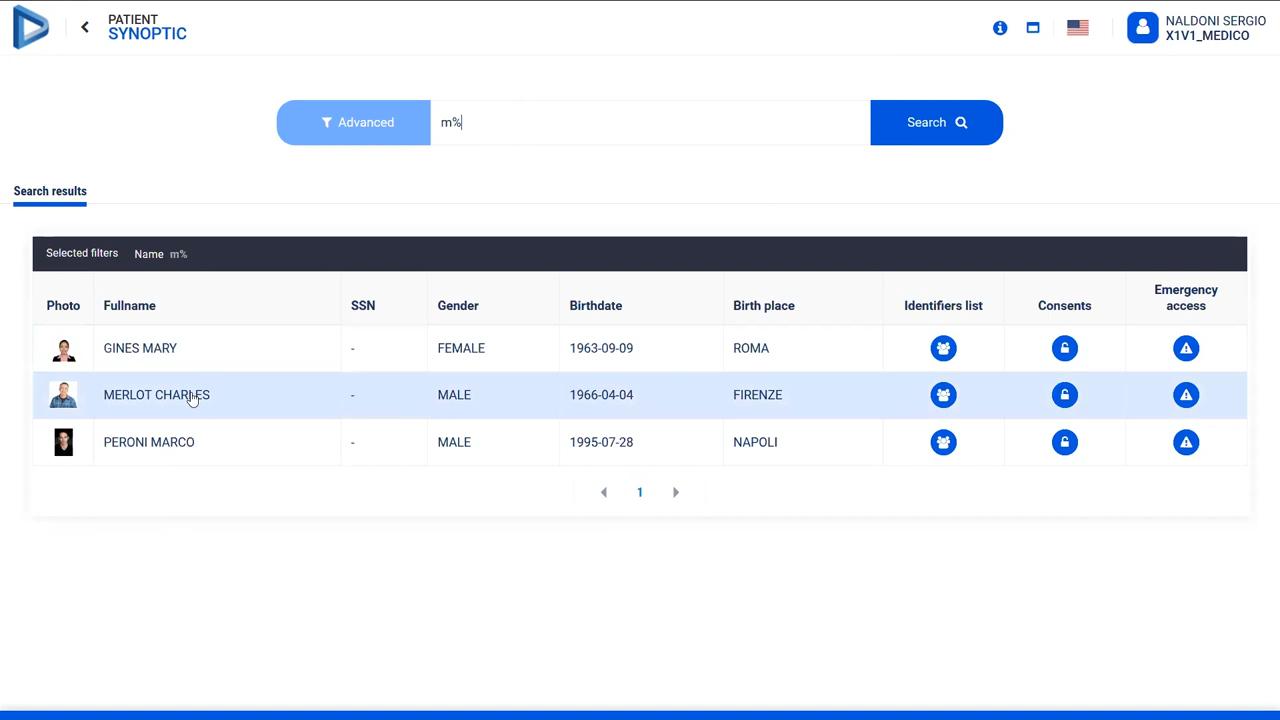 PATIENT
SYNOPTIC
NALDONI SERGIO
X1V1_MEDICO
Advanced
m%
Search
Search results
Selected filters Name m%
Photo Fullname SSN Gender Birthdate Birth place Identifiers list Consents Emergency access
GINES MARY - FEMALE 1963-09-09 ROMA
MERLOT CHARLES - MALE 1966-04-04 FIRENZE
PERONI MARCO - MALE 1995-07-28 NAPOLI
1